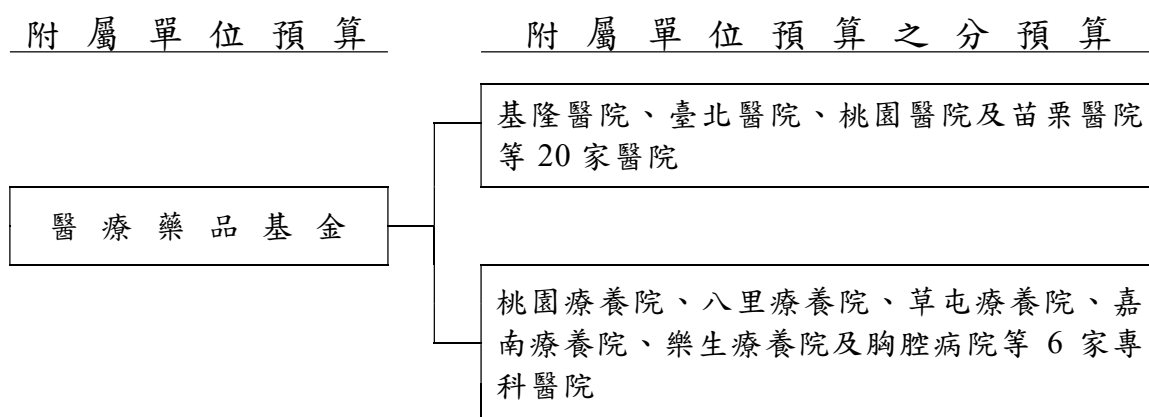 附屬單位預算
附屬單位預算之分預算
基隆醫院、臺北醫院、桃園醫院及苗栗醫院
等 20 家醫院
醫療藥品基金
桃園療養院、八里療養院、草屯療養院、嘉
南療養院、樂生療養院及胸腔病院等 6 家專
科醫院